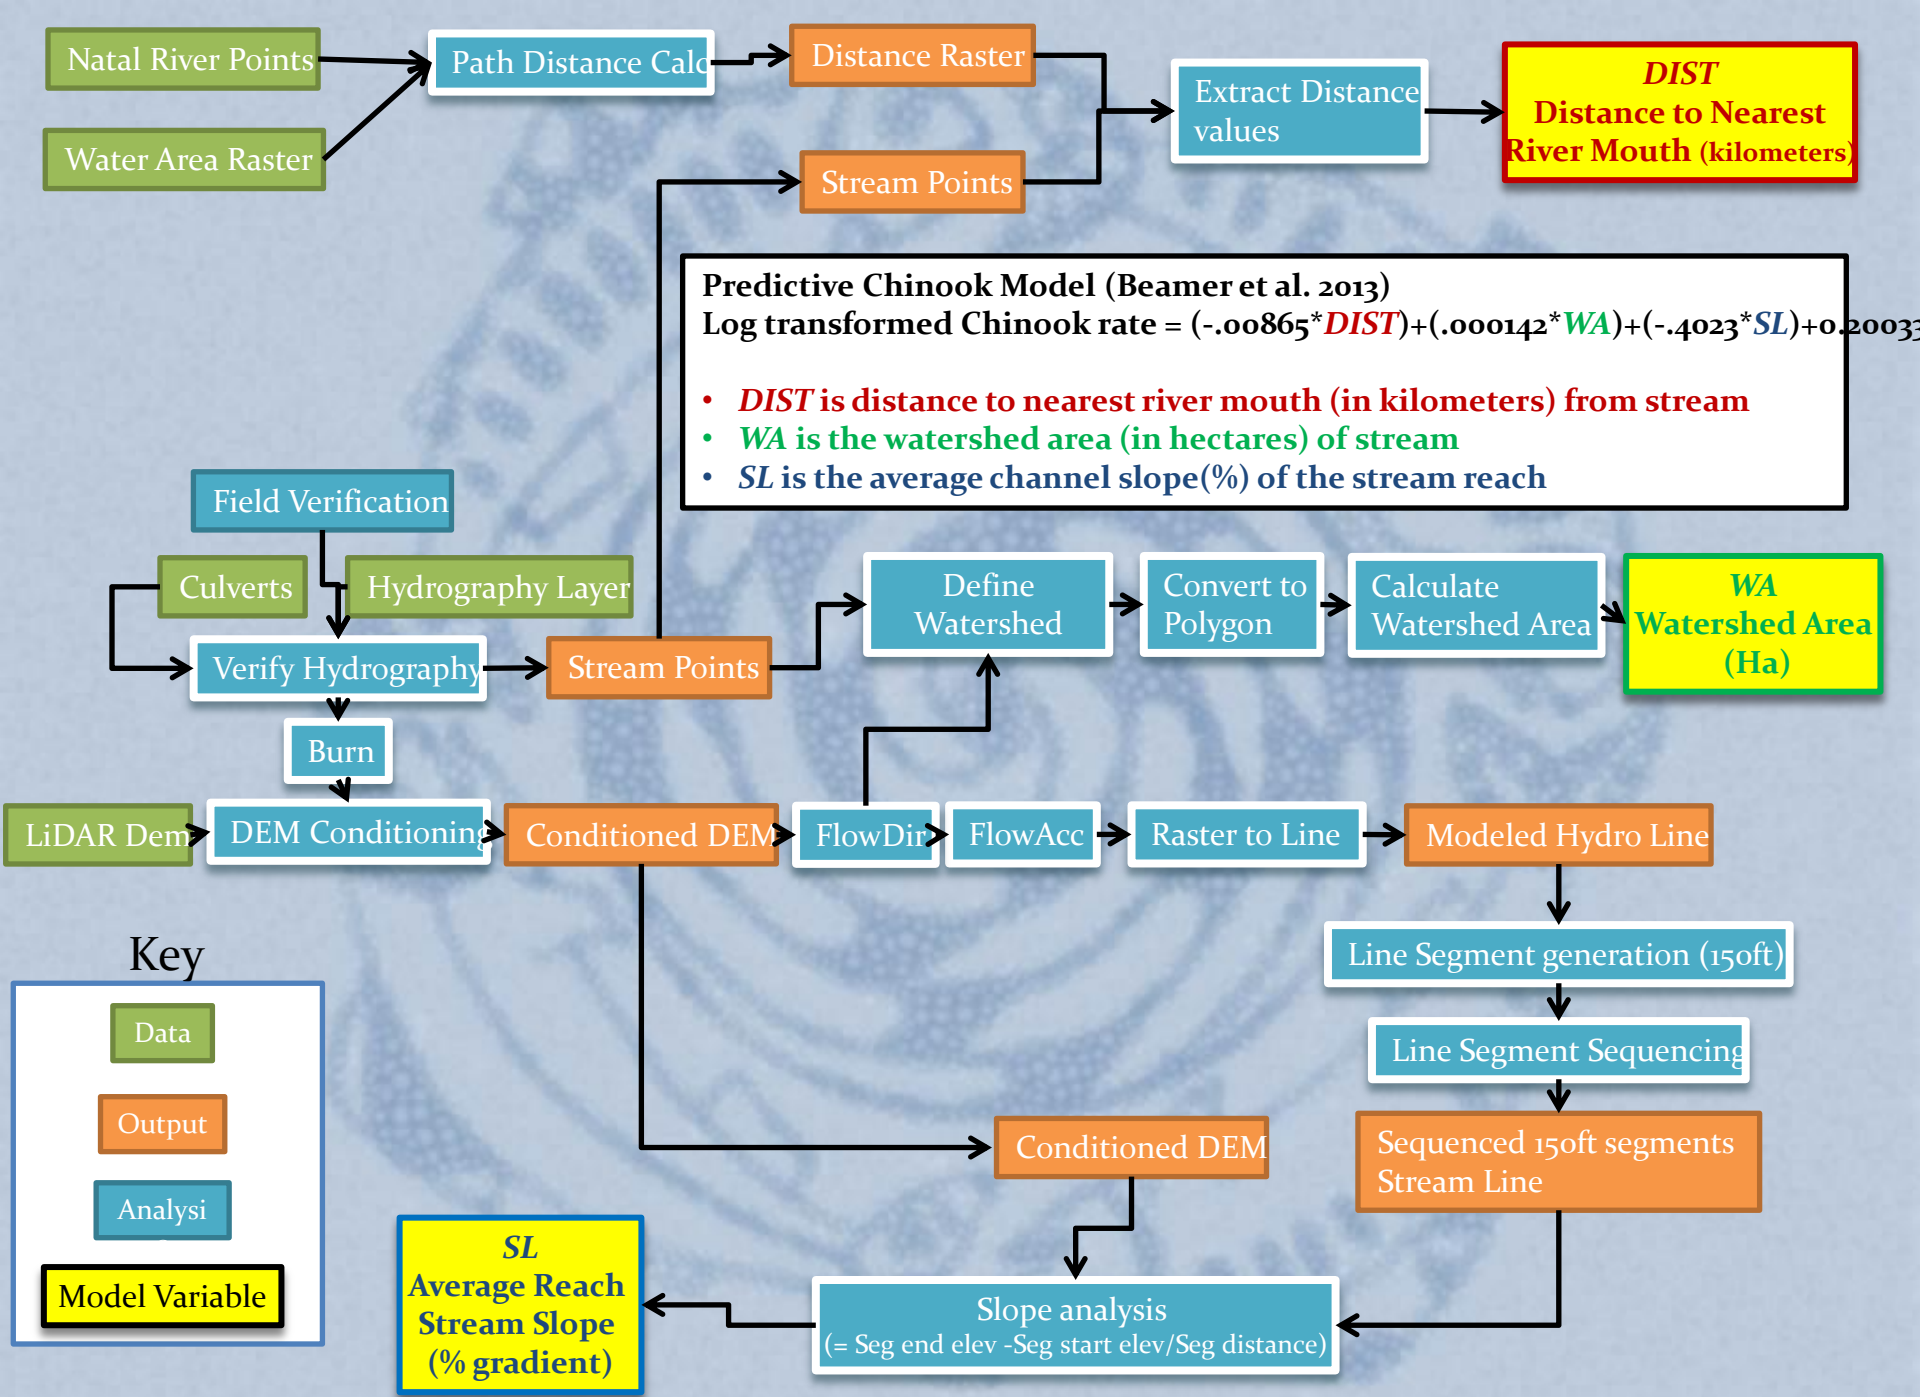 Natal River Points
Path Distance Calc
Distance Raster
Water Area Raster
Stream Points
Extract Distance
values
DIST
Distance to Nearest
River Mouth (kilometers)
Predictive Chinook Model (Beamer et al. 2013)
Log transformed Chinook rate = (-.00865*DIST)+(.000142*WA)+(-.4023*SL)+0.20033
• DIST is distance to nearest river mouth (in kilometers) from stream
• WA is the watershed area (in hectares) of stream
• SL is the average channel slope(%) of the stream reach
Field Verification
Culverts
Hydrography Layer
Verify Hydrography
Stream Points
Define
Watershed
Convert to
Polygon
Calculate
Watershed Area
WA
Watershed Area
(Ha)
Burn
LiDAR Dem
DEM Conditioning
Conditioned DEM
FlowDir
FlowAcc
Raster to Line
Modeled Hydro Line
Line Segment generation (150ft)
Line Segment Sequencing
Sequenced 150ft segments
Stream Line
Conditioned DEM
Slope analysis
(= Seg end elev -Seg start elev/Seg distance)
SL
Average Reach
Stream Slope
(% gradient)
Key
Data
Output
Analysi
Model Variable